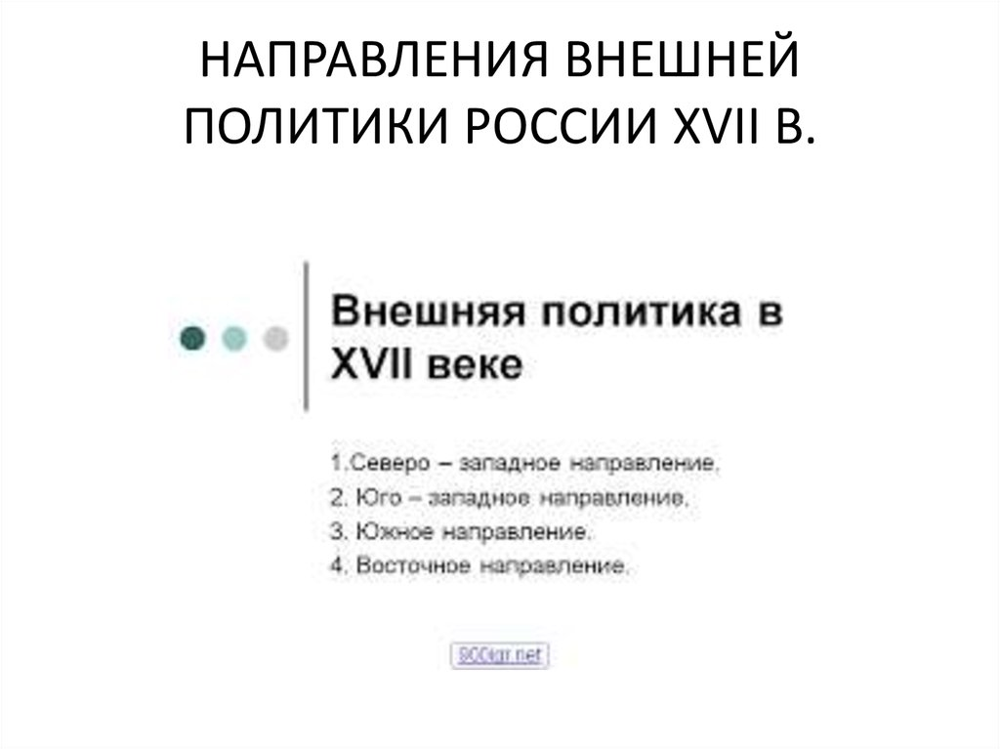 НАПРАВЛЕНИЯ ВНЕШНЕЙ
ПОЛИТИКИ РОССИИ XVII В.
Внешняя политика в
XVII веке
1.Северо – западное направление.
2. Юго – западное направление.
3. Южное направление.
4. Восточное направление.
900igr.net